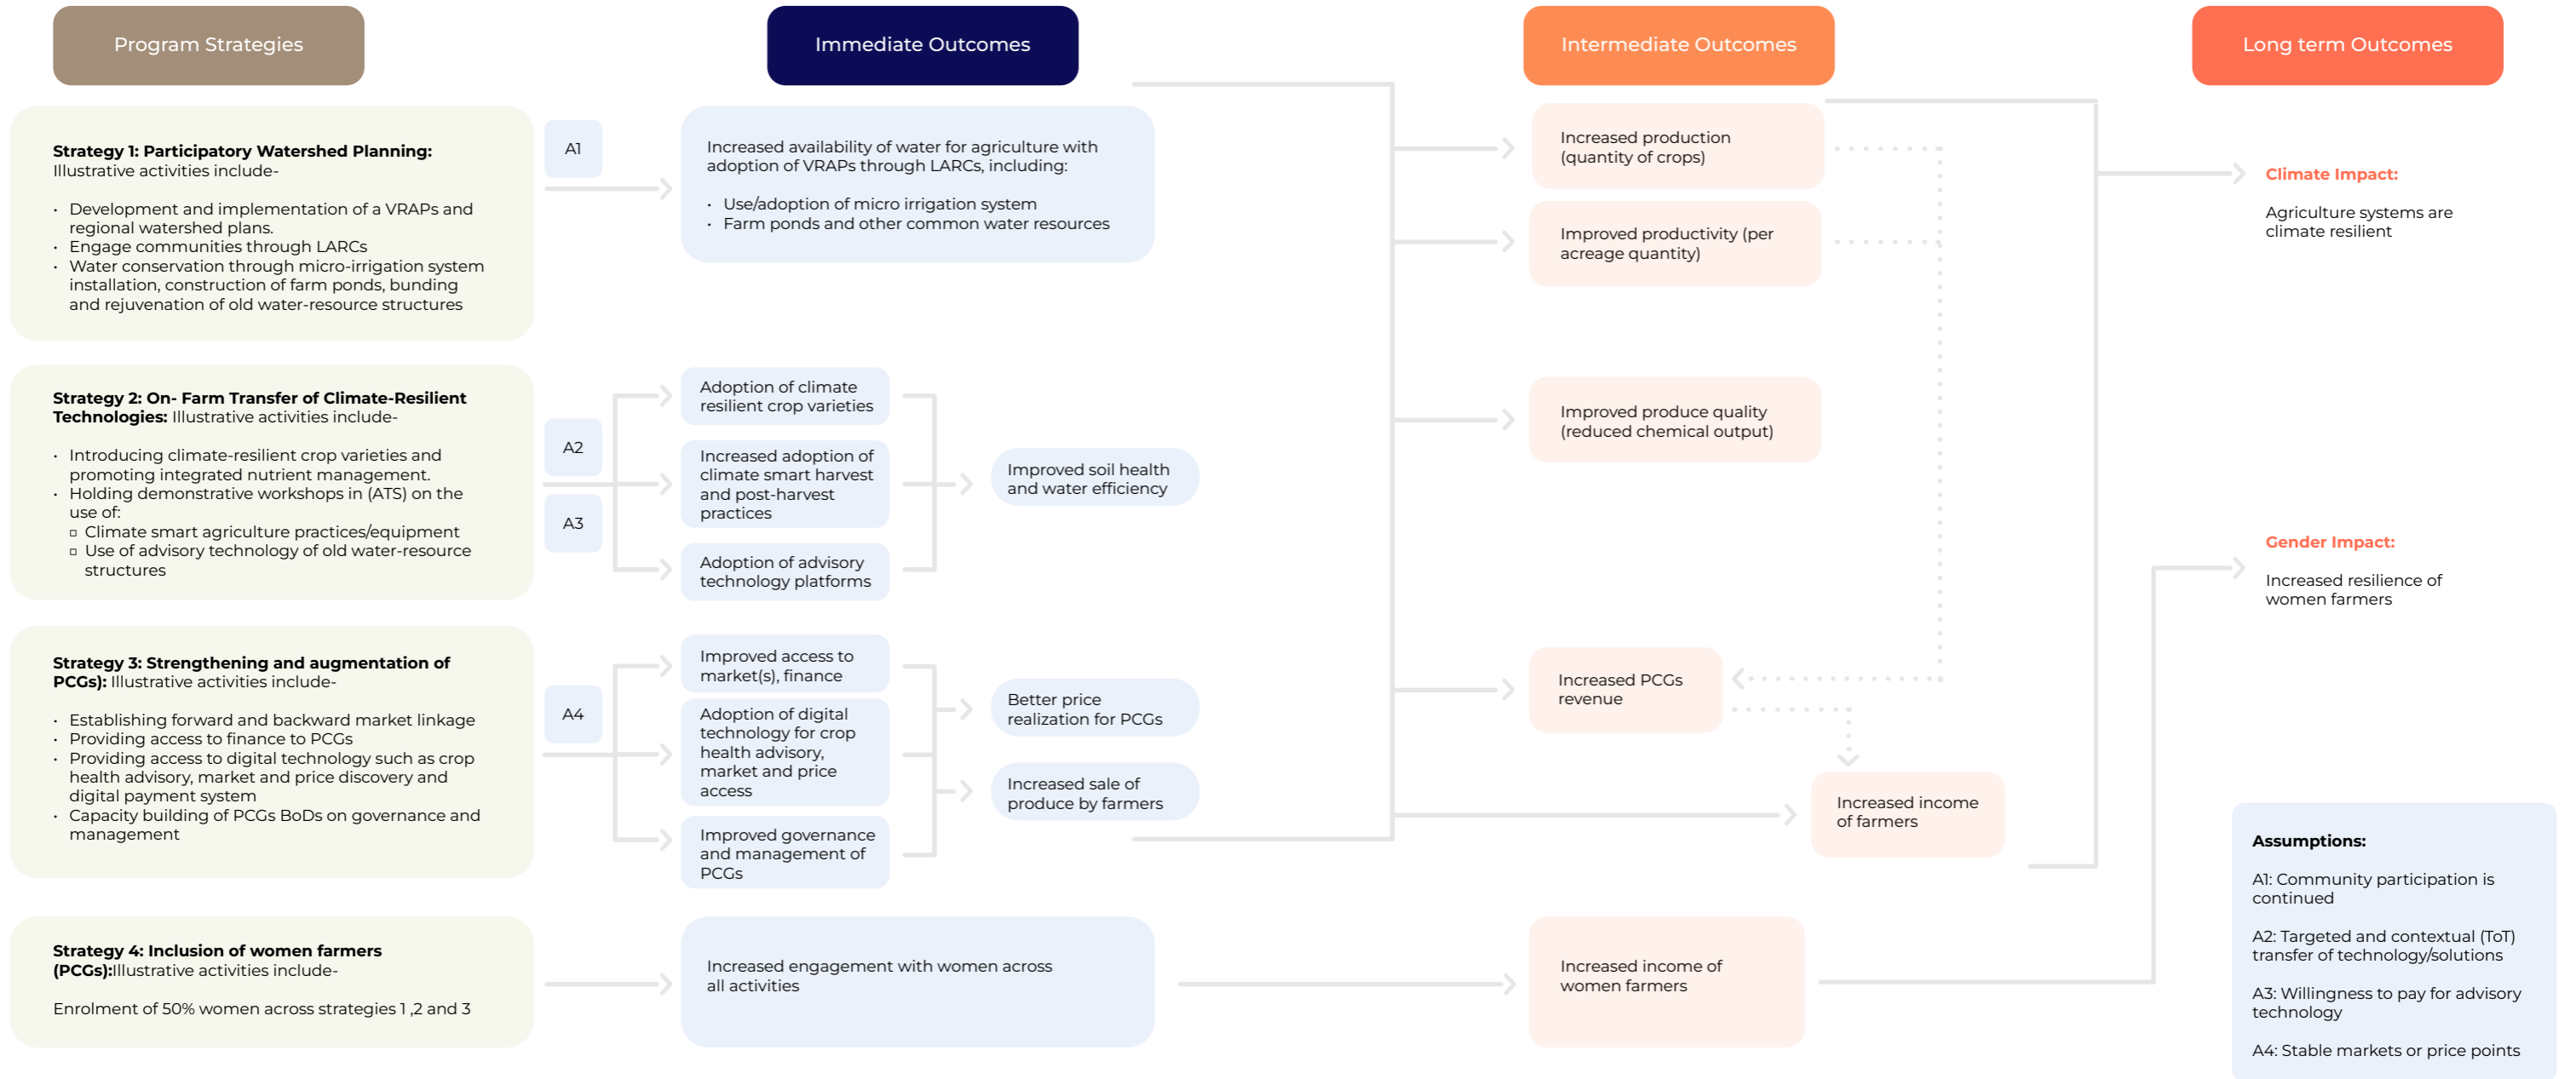 Program Strategies
Immediate Outcomes
Intermediate Outcomes
Long term Outcomes
Strategy 1: Participatory Watershed Planning:
Illustrative activities include-
• Development and implementation of a VRAPs and
regional watershed plans.
• Engage communities through LARCs
• Water conservation through micro-irrigation system
installation, construction of farm ponds, bunding
and rejuvenation of old water-resource structures
A1
Increased availability of water for agriculture with
adoption of VRAPs through LARCs, including:
• Use/adoption of micro irrigation system
• Farm ponds and other common water resources
Increased production
(quantity of crops)
Improved productivity (per
acreage quantity)
Climate Impact:
Agriculture systems are
climate resilient
Strategy 2: On- Farm Transfer of Climate-Resilient
Technologies: Illustrative activities include-
• Introducing climate-resilient crop varieties and
promoting integrated nutrient management.
• Holding demonstrative workshops in (ATS) on the
use of:
▫ Climate smart agriculture practices/equipment
▫ Use of advisory technology of old water-resource
structures
A2
A3
Adoption of climate
resilient crop varieties
Increased adoption of
climate smart harvest
and post-harvest
practices
Adoption of advisory
technology platforms
Improved soil health
and water efficiency
Improved produce quality
(reduced chemical output)
Gender Impact:
Increased resilience of
women farmers
Strategy 3: Strengthening and augmentation of
PCGs): Illustrative activities include-
• Establishing forward and backward market linkage
• Providing access to finance to PCGs
• Providing access to digital technology such as crop
health advisory, market and price discovery and
digital payment system
• Capacity building of PCGs BoDs on governance and
management
A4
Improved access to
market(s), finance
Adoption of digital
technology for crop
health advisory,
market and price
access
Improved governance
and management of
PCGs
Better price
realization for PCGs
Increased sale of
produce by farmers
Increased PCGs
revenue
Increased income
of farmers
Strategy 4: Inclusion of women farmers
(PCGs):Illustrative activities include-
Enrolment of 50% women across strategies 1 ,2 and 3
Increased engagement with women across
all activities
Increased income of
women farmers
Assumptions:
A1: Community participation is
continued
A2: Targeted and contextual (ToT)
transfer of technology/solutions
A3: Willingness to pay for advisory
technology
A4: Stable markets or price points